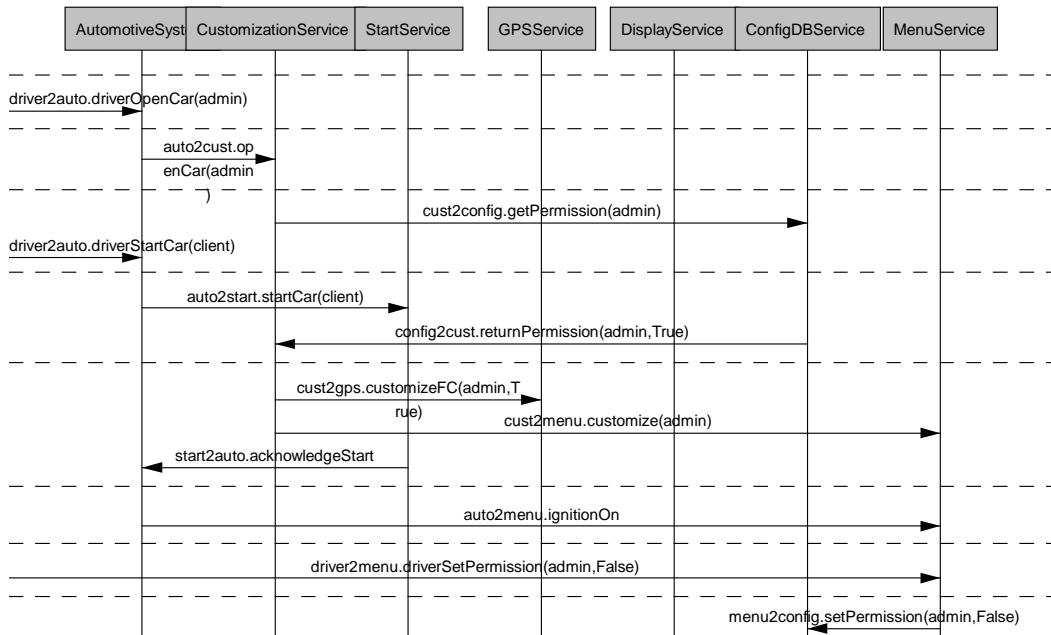 AutomotiveSyst
CustomizationService
StartService
GPSService
DisplayService
ConfigDBService
MenuService
driver2auto.driverOpenCar(admin)
auto2cust.op
enCar(admin
)
cust2config.getPermission(admin)
driver2auto.driverStartCar(client)
auto2start.startCar(client)
config2cust.returnPermission(admin,True)
cust2gps.customizeFC(admin,T
rue)
cust2menu.customize(admin)
start2auto.acknowledgeStart
auto2menu.ignitionOn
driver2menu.driverSetPermission(admin,False)
menu2config.setPermission(admin,False)